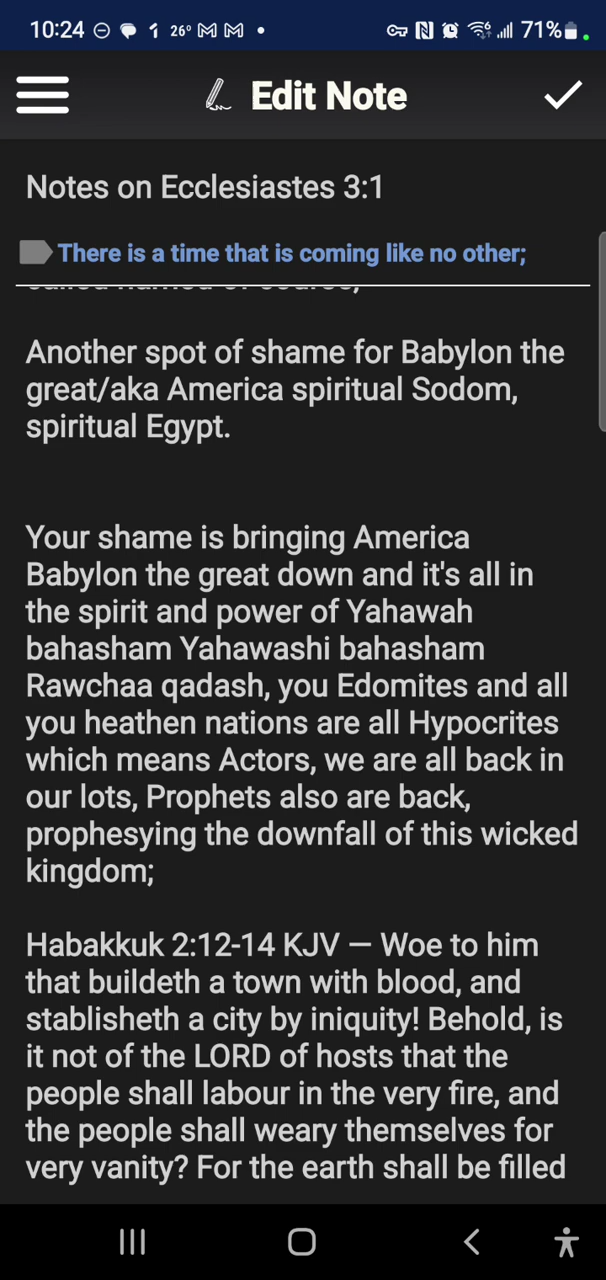 10:24
1 26° M M
71%
Edit Note
Notes on Ecclesiastes 3:1
There is a time that is coming like no other;
Another spot of shame for Babylon the
great/aka America spiritual Sodom,
spiritual Egypt.
Your shame is bringing America
Babylon the great down and it's all in
the spirit and power of Yahawah
bahasham Yahawashi bahasham
Rawchaa qadash, you Edomites and all
you heathen nations are all Hypocrites
which means Actors, we are all back in
our lots, Prophets also are back,
prophesying the downfall of this wicked
kingdom;
Habakkuk 2:12-14 KJV — Woe to him
that buildeth a town with blood, and
stablisheth a city by iniquity! Behold, is
it not of the LORD of hosts that the
people shall labour in the very fire, and
the people shall weary themselves for
very vanity? For the earth shall be filled